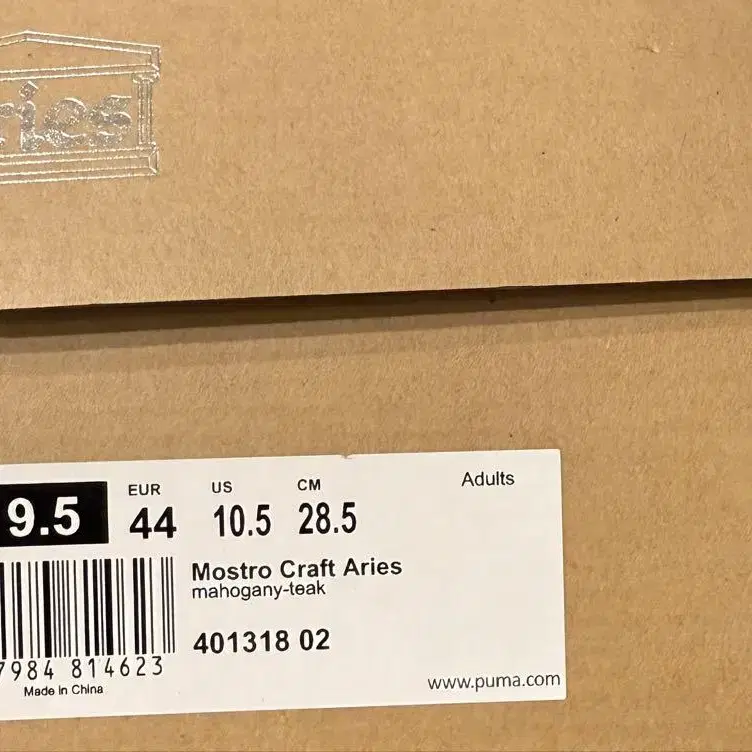 ries
EUR US CM Adults
9.5 44 10.5 28.5
Mostro Craft Aries
mahogany-teak
401318 02
7984 814623
Made in China
www.puma.com